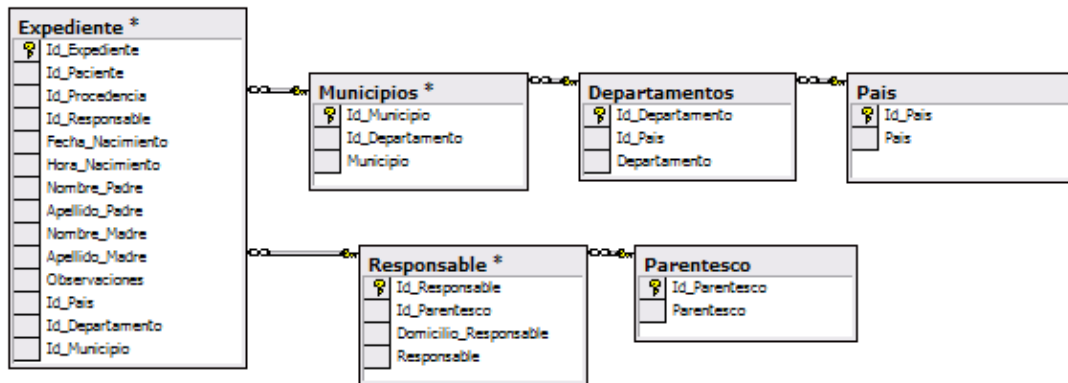 Expediente *
Id_Expediente
Id_Paciente
Id_Procedencia
Id_Responsable
Fecha_Nacimiento
Hora_Nacimiento
Nombre_Padre
Apellido_Padre
Nombre_Madre
Apellido_Madre
Observaciones
Id_Pais
Id_Departamento
Id_Municipio
Municipios *
Id_Municipio
Id_Departamento
Municipio
Departamentos
Id_Departamento
Id_Pais
Departamento
Pais
Id_Pais
Pais
Responsable *
Id_Responsable
Id_Parentesco
Domicilio_Responsable
Responsable
Parentesco
Id_Parentesco
Parentesco